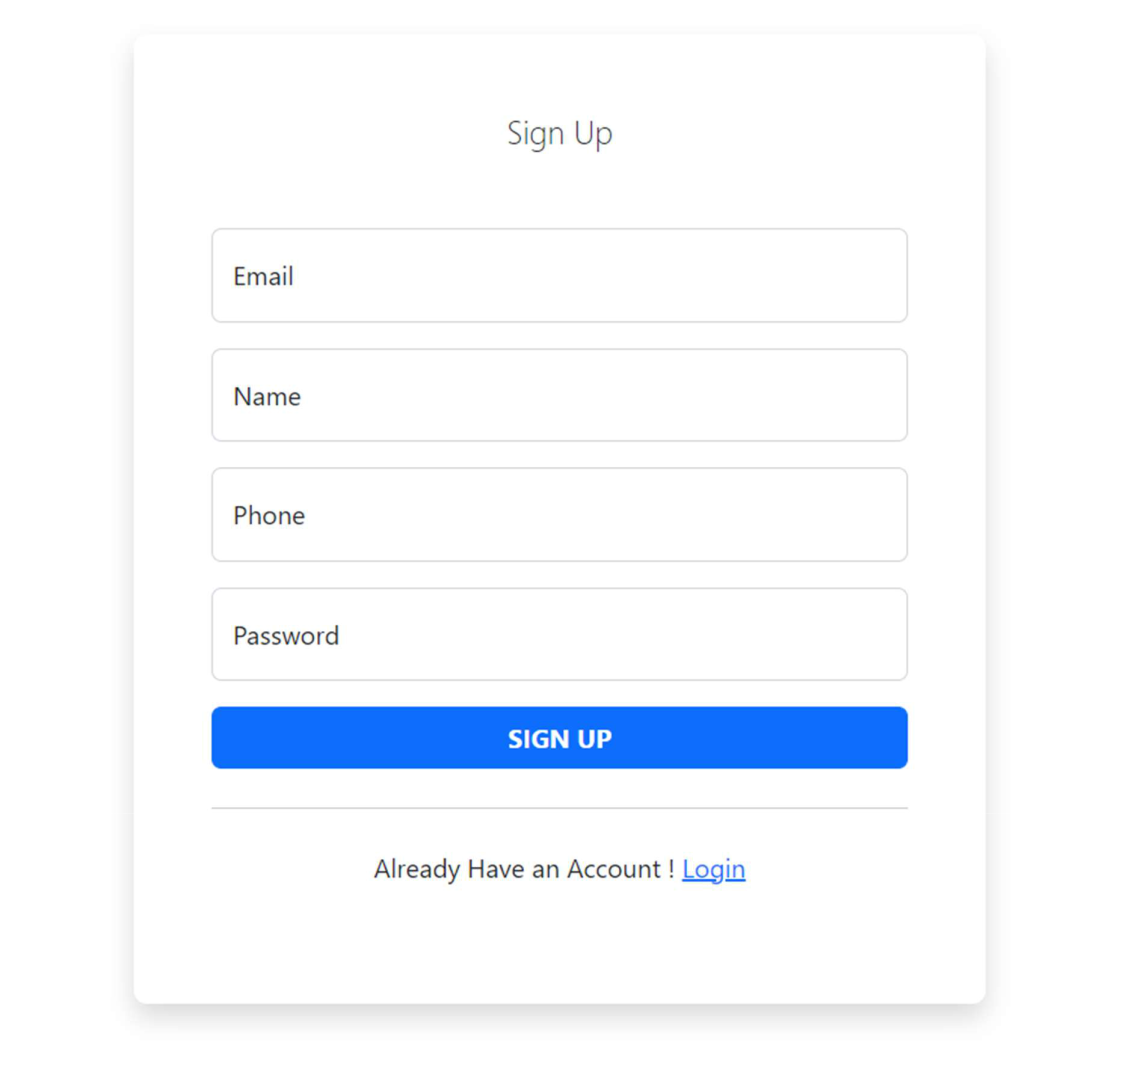 Sign Up
Email
Name
Phone
Password
SIGN UP
Already Have an Account ! Login